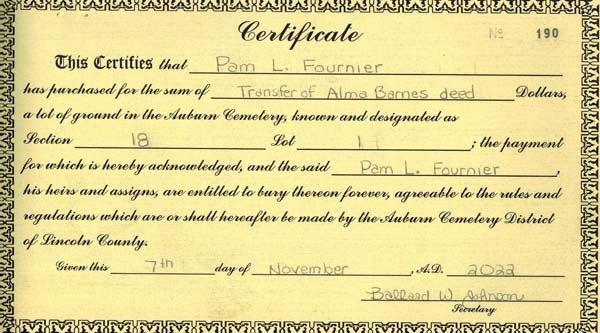 Certificate
No 190
This Certifies that Pam L. Fournier
has purchased for the sum of Transfer of Alma Barnes deed Dollars,
a lot of ground in the Auburn Cemetery, known and designated as
Section 18 Lot 1 ; the payment
for which is hereby acknowledged, and the said Pam L. Fournier,
his heirs and assigns, are entitled to bury thereon forever, agreeable to the rules and
regulations which are or shall hereafter be made by the Auburn Cemetery District
of Lincoln County.
Given this 7th day of November, A.D. 2022
Ballard W. Johnson
Secretary